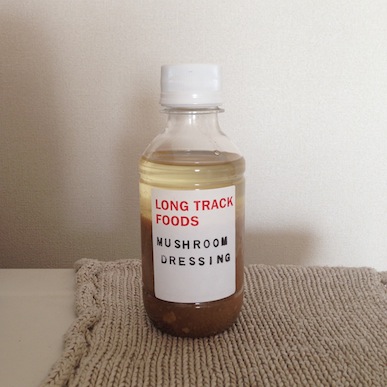 LONG TRACK
FOODS
MUSHROOM
DRESSING